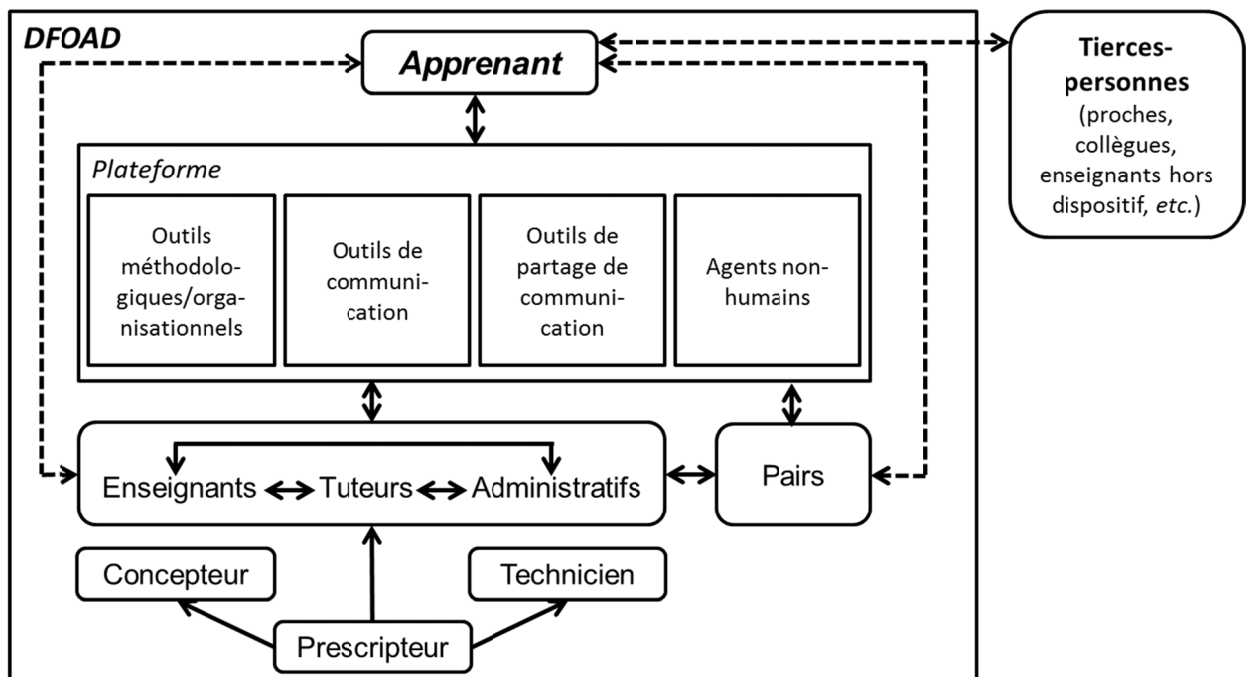 DFOAD
Apprenant
Tierces-
personnes
(proches,
collègues,
enseignants hors
dispositif, etc.)
Plateforme
Outils
méthodolo-
giques/orga-
nisationnels
Outils de
communi-
cation
Outils de
partage de
communi-
cation
Agents non-
humains
Enseignants
Tuteurs
Administratifs
Pairs
Concepteur
Technicien
Prescripteur